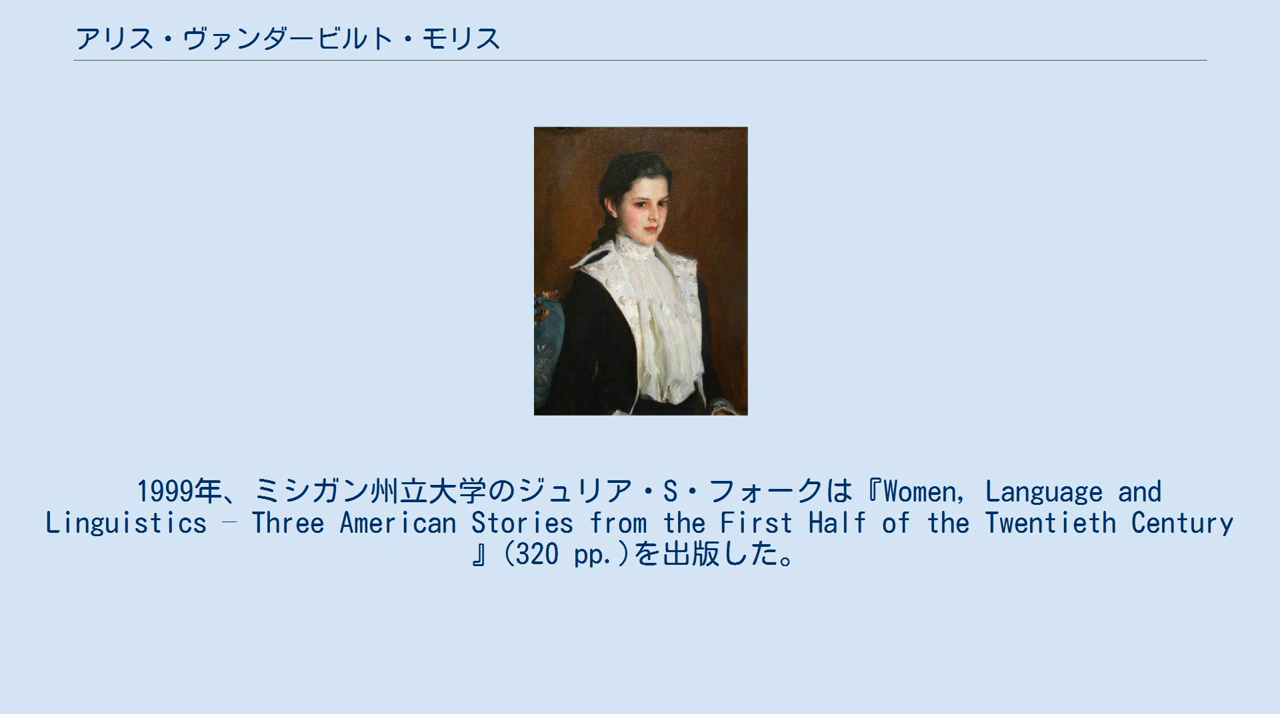 アリス・ヴァンダービルト・モリス
1999年、ミシガン州立大学のジュリア・S・フォークは『Women, Language and
Linguistics – Three American Stories from the First Half of the Twentieth Century
』(320 pp.)を出版した。